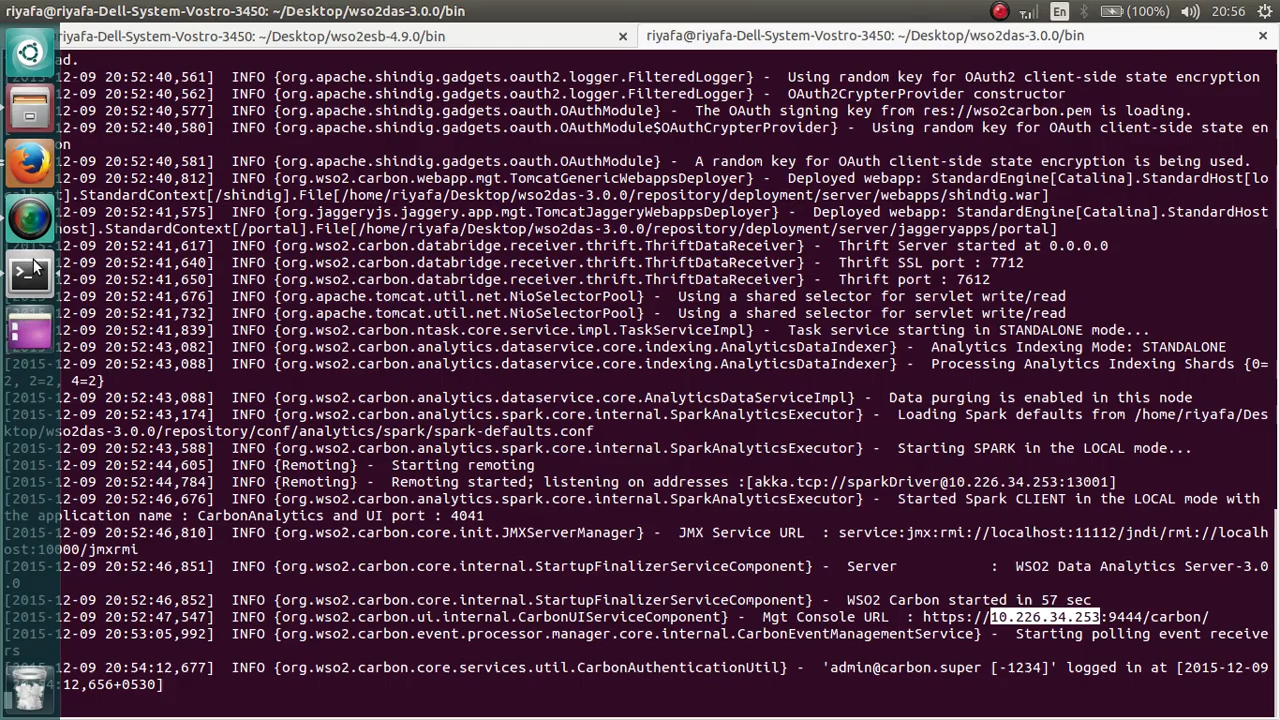 riyafa@riyafa-Dell-System-Vostro-3450: ~/Desktop/wso2das-3.0.0/bin
En
(100%)
20:56
yafa@riyafa-Dell-System-Vostro-3450: ~/Desktop/wso2esb-4.9.0/bin
riyafa@riyafa-Dell-System-Vostro-3450: ~/Desktop/wso2das-3.0.0/bin
ad.
[2015-12-09 20:52:40,561]  INFO {org.apache.shindig.gadgets.oauth2.logger.FilteredLogger} -  Using random key for OAuth2 client-side state encryption
[2015-12-09 20:52:40,562]  INFO {org.apache.shindig.gadgets.oauth2.logger.FilteredLogger} -  OAuth2CrypterProvider constructor
[2015-12-09 20:52:40,577]  INFO {org.apache.shindig.gadgets.oauth.OAuthModule} -  The OAuth signing key from res://wso2carbon.pem is loading.
[2015-12-09 20:52:40,580]  INFO {org.apache.shindig.gadgets.oauth.OAuthModule$OAuthCrypterProvider} -  Using random key for OAuth client-side state en
on
[2015-12-09 20:52:40,581]  INFO {org.apache.shindig.gadgets.oauth.OAuthModule} -  A random key for OAuth client-side state encryption is being used.
[2015-12-09 20:52:40,812]  INFO {org.wso2.carbon.webapp.mgt.TomcatGenericWebappsDeployer} -  Deployed webapp: StandardEngine[Catalina].StandardHost[lo
calhost].StandardContext[/shindig].File[/home/riyafa/Desktop/wso2das-3.0.0/repository/deployment/server/webapps/shindig.war]
[2015-12-09 20:52:41,575]  INFO {org.jaggeryjs.jaggery.app.mgt.TomcatJaggeryWebappsDeployer} -  Deployed webapp: StandardEngine[Catalina].StandardHost
host].StandardContext[/portal].File[/home/riyafa/Desktop/wso2das-3.0.0/repository/deployment/server/jaggeryapps/portal]
[2015-12-09 20:52:41,617]  INFO {org.wso2.carbon.databridge.receiver.thrift.ThriftDataReceiver} -  Thrift Server started at 0.0.0.0
[2015-12-09 20:52:41,640]  INFO {org.wso2.carbon.databridge.receiver.thrift.ThriftDataReceiver} -  Thrift SSL port : 7712
[2015-12-09 20:52:41,650]  INFO {org.wso2.carbon.databridge.receiver.thrift.ThriftDataReceiver} -  Thrift port : 7612
[2015-12-09 20:52:41,676]  INFO {org.apache.tomcat.util.net.NioSelectorPool} -  Using a shared selector for servlet write/read
[2015-12-09 20:52:41,732]  INFO {org.apache.tomcat.util.net.NioSelectorPool} -  Using a shared selector for servlet write/read
[2015-12-09 20:52:41,839]  INFO {org.wso2.carbon.ntask.core.service.impl.TaskServiceImpl} -  Task service starting in STANDALONE mode...
[2015-12-09 20:52:43,082]  INFO {org.wso2.carbon.analytics.dataservice.core.indexing.AnalyticsDataIndexer} -  Analytics Indexing Mode: STANDALONE
[2015-12-09 20:52:43,088]  INFO {org.wso2.carbon.analytics.dataservice.core.indexing.AnalyticsDataIndexer} -  Processing Analytics Indexing Shards {0=
2, 2=2, 4=2}
[2015-12-09 20:52:43,088]  INFO {org.wso2.carbon.analytics.dataservice.core.AnalyticsDataServiceImpl} -  Data purging is enabled in this node
[2015-12-09 20:52:43,174]  INFO {org.wso2.carbon.analytics.spark.core.internal.SparkAnalyticsExecutor} -  Loading Spark defaults from /home/riyafa/Des
ktop/wso2das-3.0.0/repository/conf/analytics/spark/spark-defaults.conf
[2015-12-09 20:52:43,588]  INFO {org.wso2.carbon.analytics.spark.core.internal.SparkAnalyticsExecutor} -  Starting SPARK in the LOCAL mode...
[2015-12-09 20:52:44,605]  INFO {Remoting} -  Starting remoting
[2015-12-09 20:52:44,784]  INFO {Remoting} -  Remoting started; listening on addresses :[akka.tcp://sparkDriver@10.226.34.253:13001]
[2015-12-09 20:52:46,676]  INFO {org.wso2.carbon.analytics.spark.core.internal.SparkAnalyticsExecutor} -  Started Spark CLIENT in the LOCAL mode with
the application name : CarbonAnalytics and UI port : 4041
[2015-12-09 20:52:46,810]  INFO {org.wso2.carbon.core.init.JMXServerManager} -  JMX Service URL  : service:jmx:rmi://localhost:11112/jndi/rmi://localh
ost:10000/jmxrmi
[2015-12-09 20:52:46,851]  INFO {org.wso2.carbon.core.internal.StartupFinalizerServiceComponent} -  Server           :  WSO2 Data Analytics Server-3.0
.0
[2015-12-09 20:52:46,852]  INFO {org.wso2.carbon.core.internal.StartupFinalizerServiceComponent} -  WSO2 Carbon started in 57 sec
[2015-12-09 20:52:47,547]  INFO {org.wso2.carbon.ui.internal.CarbonUIServiceComponent} -  Mgt Console URL  : https://10.226.34.253:9444/carbon/
[2015-12-09 20:53:05,992]  INFO {org.wso2.carbon.event.processor.manager.core.internal.CarbonEventManagementService} -  Starting polling event receive
rs
[2015-12-09 20:54:12,677]  INFO {org.wso2.carbon.core.services.util.CarbonAuthenticationUtil} -  'admin@carbon.super [-1234]' logged in at [2015-12-09
54:12,656+0530]